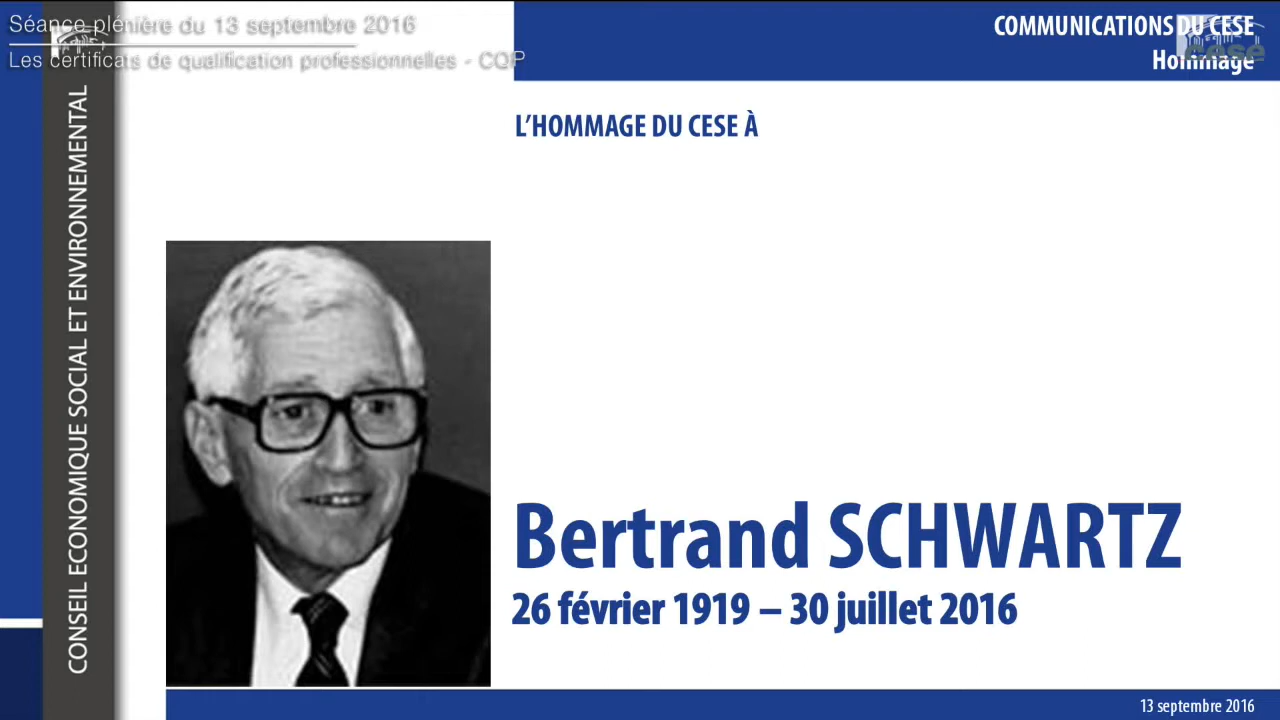 Séance plénière du 13 septembre 2016
Les certificats de qualification professionnelles - CQP
COMMUNICATIONS DU CESE
Hommage
cese
CONSEIL ECONOMIQUE SOCIAL ET ENVIRONNEMENTAL
L'HOMMAGE DU CESE À
Bertrand SCHWARTZ
26 février 1919 – 30 juillet 2016
13 septembre 2016